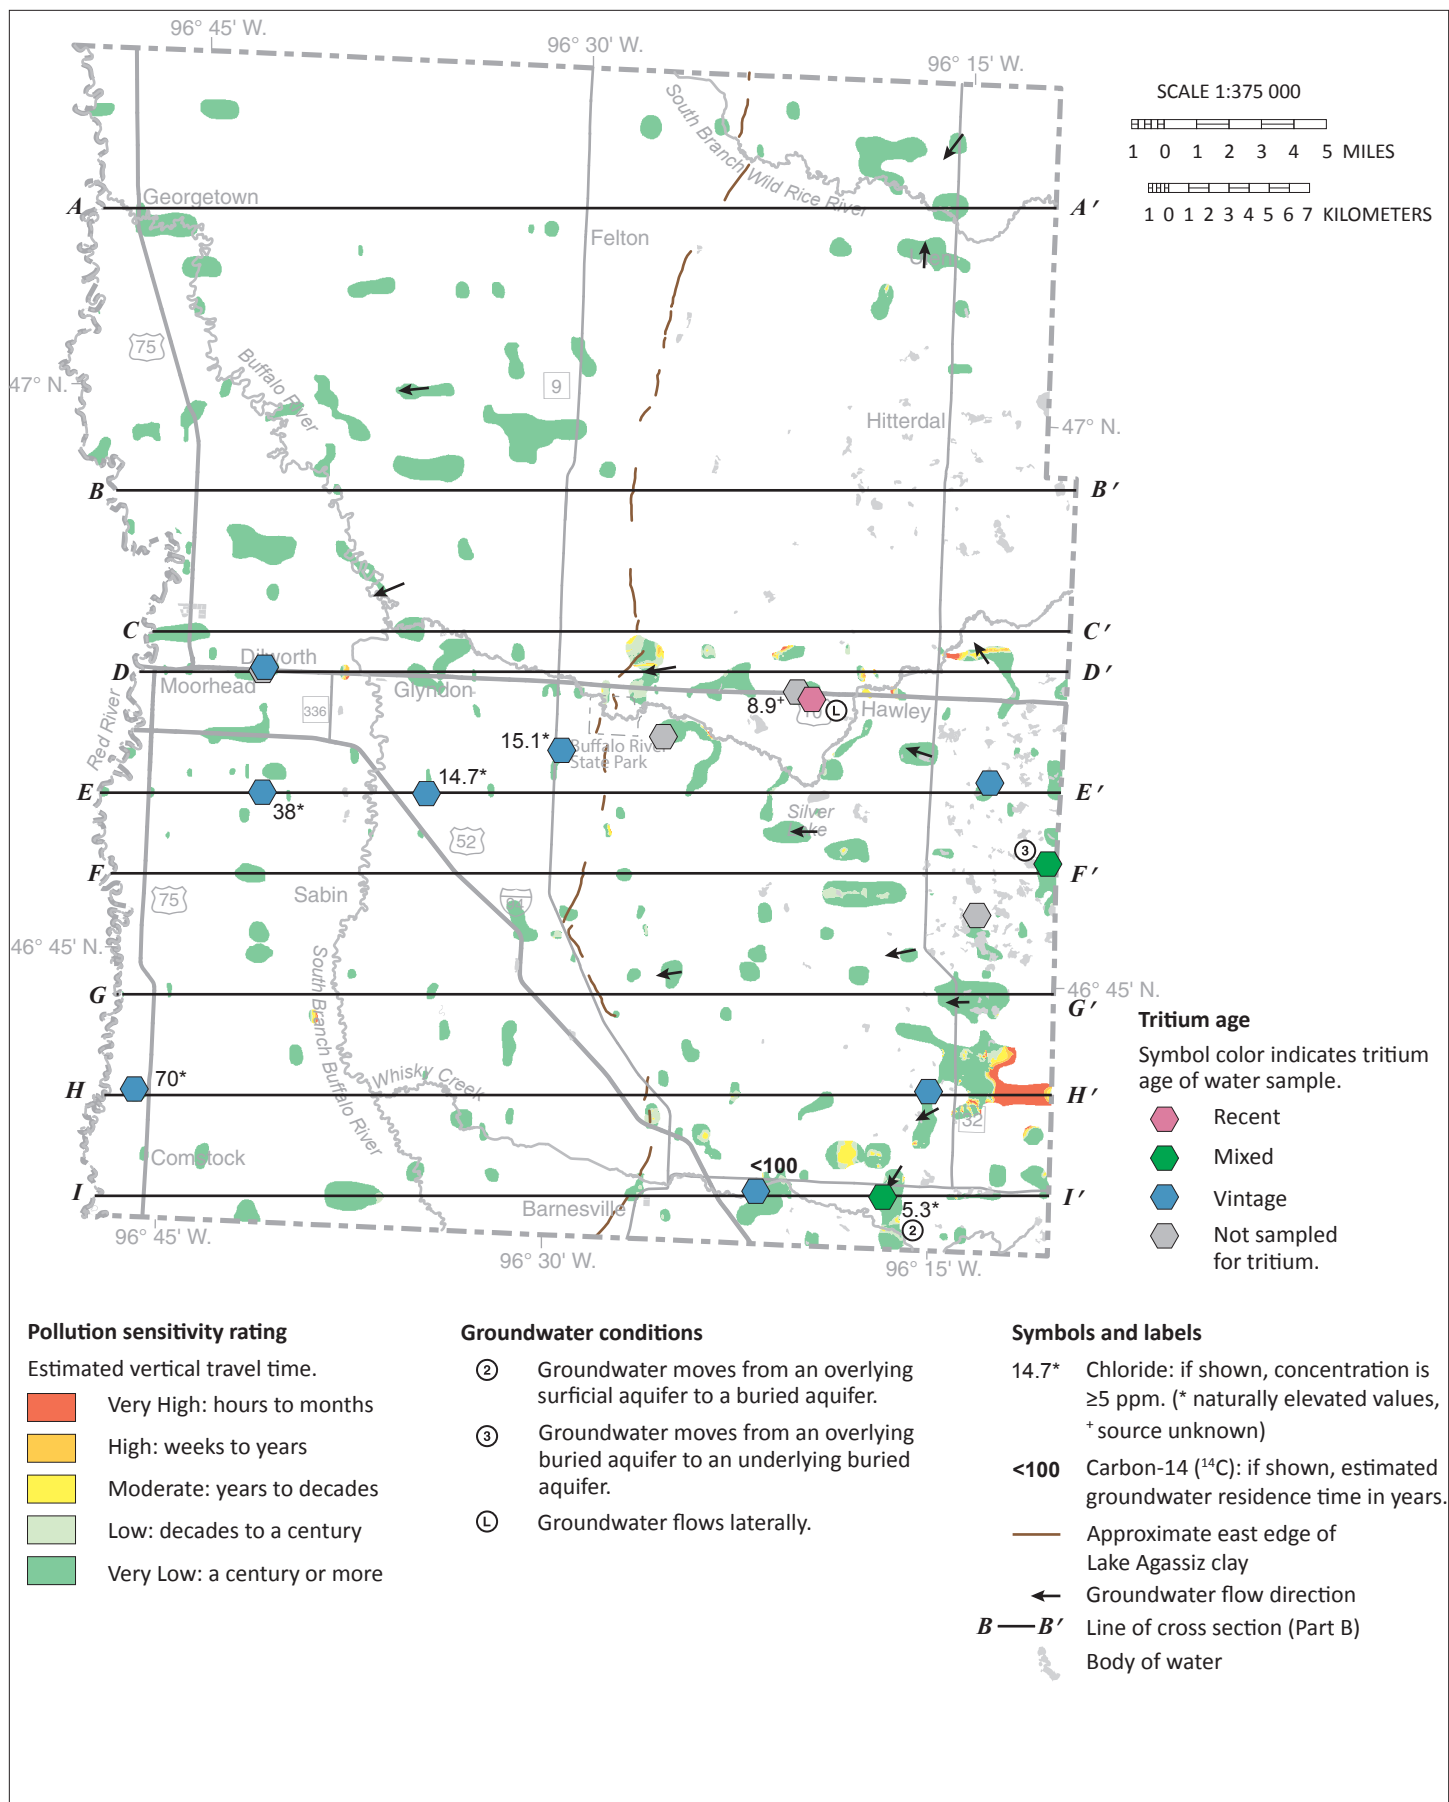 96° 45' W.
96° 30' W.
96° 15' W.
SCALE 1:375 000
1 0 1 2 3 4 5 MILES
1 0 1 2 3 4 5 6 7 KILOMETERS
South Branch Wild Rice River
Georgetown
A
A′
Felton
75
Buffalo River
47° N.
9
Hitterdal
47° N.
B
B′
C
C′
Dilworth
D
D′
Moorhead
Glyndon
8.9+
10
L
Hawley
336
Red River
15.1*
Buffalo River
State Park
14.7*
E
E′
38*
Silver
Lake
52
3
F
F′
75
Sabin
94
46° 45' N.
South Branch Buffalo River
G
G′
46° 45' N.
Tritium age
Symbol color indicates tritium
age of water sample.
Recent
Mixed
Vintage
Not sampled
for tritium.
70*
Whisky Creek
H
H′
32
Comstock
<100
I
I′
Barnesville
5.3*
2
96° 45' W.
96° 30' W.
96° 15' W.
Pollution sensitivity rating
Estimated vertical travel time.
Very High: hours to months
High: weeks to years
Moderate: years to decades
Low: decades to a century
Very Low: a century or more
Groundwater conditions
2 Groundwater moves from an overlying
surficial aquifer to a buried aquifer.
3 Groundwater moves from an overlying
buried aquifer to an underlying buried
aquifer.
L Groundwater flows laterally.
Symbols and labels
14.7* Chloride: if shown, concentration is
≥5 ppm. (* naturally elevated values,
+ source unknown)
<100 Carbon-14 (14C): if shown, estimated
groundwater residence time in years.
Approximate east edge of
Lake Agassiz clay
Groundwater flow direction
B B′ Line of cross section (Part B)
Body of water